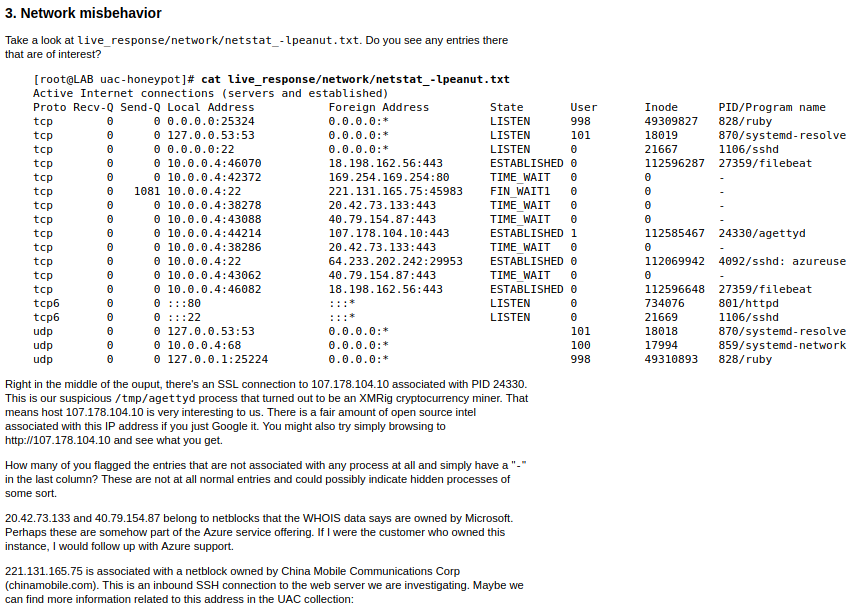 3. Network misbehavior
Take a look at live_response/network/netstat_-lpeanut.txt. Do you see any entries there
that are of interest?
[root@LAB uac-honeypot]# cat live_response/network/netstat_-lpeanut.txt
Active Internet connections (servers and established)
Proto Recv-Q Send-Q Local Address Foreign Address State User Inode PID/Program name
tcp 0 0 0.0.0.0:25324 0.0.0.0:* LISTEN 998 49309827 828/ruby
tcp 0 0 127.0.0.53:53 0.0.0.0:* LISTEN 101 18019 870/systemd-resolve
tcp 0 0 0.0.0.0:22 0.0.0.0:* LISTEN 0 21667 1106/sshd
tcp 0 0 10.0.0.4:46070 18.198.162.56:443 ESTABLISHED 0 112596287 27359/filebeat
tcp 0 0 10.0.0.4:42372 169.254.169.254:80 TIME_WAIT 0 0 -
tcp 0 1081 10.0.0.4:22 221.131.165.75:45983 FIN_WAIT1 0 0 -
tcp 0 0 10.0.0.4:38278 20.42.73.133:443 TIME_WAIT 0 0 -
tcp 0 0 10.0.0.4:43088 40.79.154.87:443 TIME_WAIT 0 0 -
tcp 0 0 10.0.0.4:44214 107.178.104.10:443 ESTABLISHED 1 112585467 24330/agettyd
tcp 0 0 10.0.0.4:38286 20.42.73.133:443 TIME_WAIT 0 0 -
tcp 0 0 10.0.0.4:22 64.233.202.242:29953 ESTABLISHED 0 112069942 4092/sshd: azureuse
tcp 0 0 10.0.0.4:43062 40.79.154.87:443 TIME_WAIT 0 0 -
tcp 0 0 10.0.0.4:46082 18.198.162.56:443 ESTABLISHED 0 112596648 27359/filebeat
tcp6 0 0 :::80 :::* LISTEN 0 734076 801/httpd
tcp6 0 0 :::22 :::* LISTEN 0 21669 1106/sshd
udp 0 0 127.0.0.53:53 0.0.0.0:* 101 18018 870/systemd-resolve
udp 0 0 10.0.0.4:68 0.0.0.0:* 100 17994 859/systemd-network
udp 0 0 127.0.0.1:25224 0.0.0.0:* 998 49310893 828/ruby
Right in the middle of the ouput, there's an SSL connection to 107.178.104.10 associated with PID 24330.
This is our suspicious /tmp/agettyd process that turned out to be an XMRig cryptocurrency miner. That
means host 107.178.104.10 is very interesting to us. There is a fair amount of open source intel
associated with this IP address if you just Google it. You might also try simply browsing to
http://107.178.104.10 and see what you get.
How many of you flagged the entries that are not associated with any process at all and simply have a "-"
in the last column? These are not at all normal entries and could possibly indicate hidden processes of
some sort.
20.42.73.133 and 40.79.154.87 belong to netblocks that the WHOIS data says are owned by Microsoft.
Perhaps these are somehow part of the Azure service offering. If I were the customer who owned this
instance, I would follow up with Azure support.
221.131.165.75 is associated with a netblock owned by China Mobile Communications Corp
(chinamobile.com). This is an inbound SSH connection to the web server we are investigating. Maybe we
can find more information related to this address in the UAC collection: